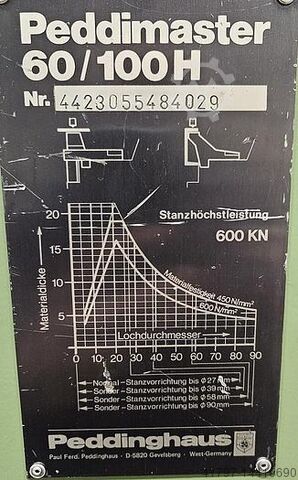 Peddimaster
60/100H
Nr. 4423055484029
Stanzhöchstleistung
600 KN
Materialdicke
20
15
10
5
0
Materialfestigkeit 450 N/mm²
600 N/mm²
Lochdurchmesser
0 10 20 30 40 50 60 70 80 90
Normal-Stanzvorrichtung bis ø 27 mm
Sonder-Stanzvorrichtung bis ø 39 mm
Sonder-Stanzvorrichtung bis ø 58 mm
Sonder-Stanzvorrichtung bis ø 90 mm
Peddinghaus
Paul Ferd. Peddinghaus · D-5820 Gevelsberg · West-Germany